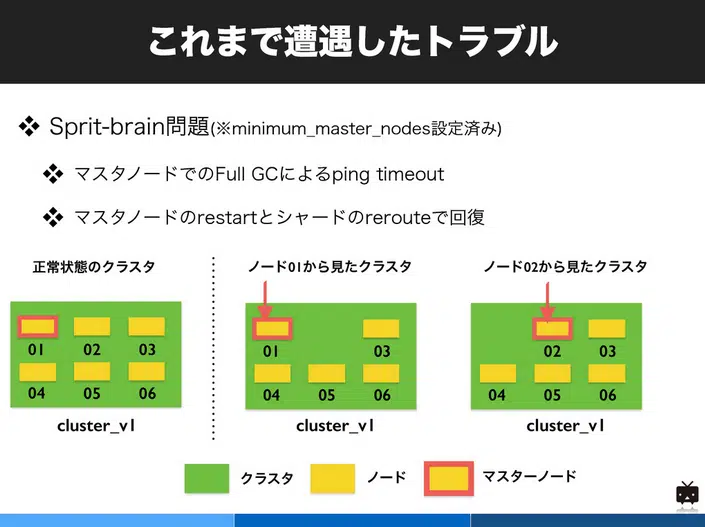 これまで遭遇したトラブル
❖ Sprit-brain問題(※minimum_master_nodes設定済み)
❖ マスタノードでのFull GCによるping timeout
❖ マスタノードのrestartとシャードのrerouteで回復
正常状態のクラスタ
01 02 03
04 05 06
cluster_v1
ノード01から見たクラスタ
01 03
04 05 06
cluster_v1
ノード02から見たクラスタ
02 03
04 05 06
cluster_v1
クラスタ ノード マスターノード